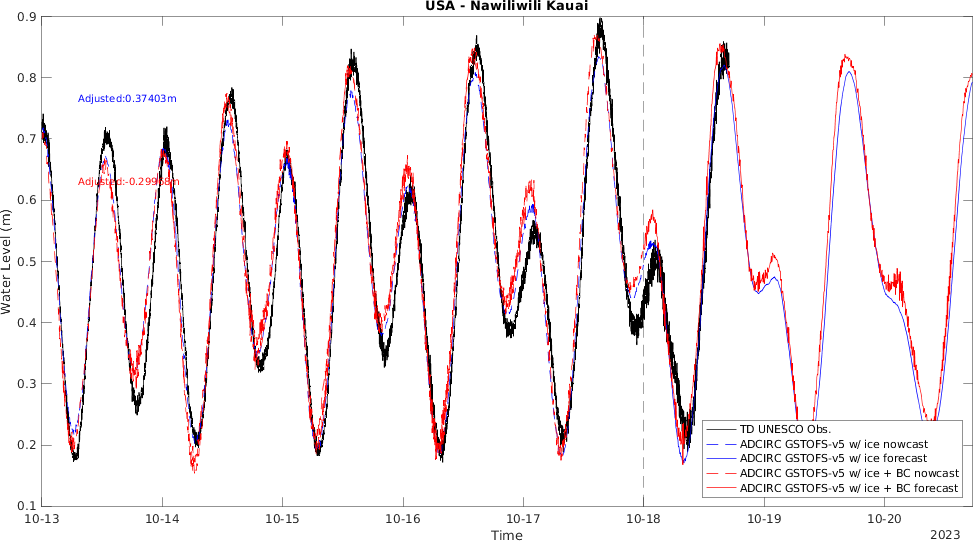 USA - Nawiliwili Kauai
0.9
0.8
0.7
0.6
0.5
0.4
0.3
0.2
0.1
Water Level (m)
Adjusted:0.37403m
Adjusted:-0.29958m
TD UNESCO Obs.
ADCIRC GSTOFS-v5 w/ ice nowcast
ADCIRC GSTOFS-v5 w/ ice forecast
ADCIRC GSTOFS-v5 w/ ice + BC nowcast
ADCIRC GSTOFS-v5 w/ ice + BC forecast
10-13 10-14 10-15 10-16 10-17 10-18 10-19 10-20
Time
2023